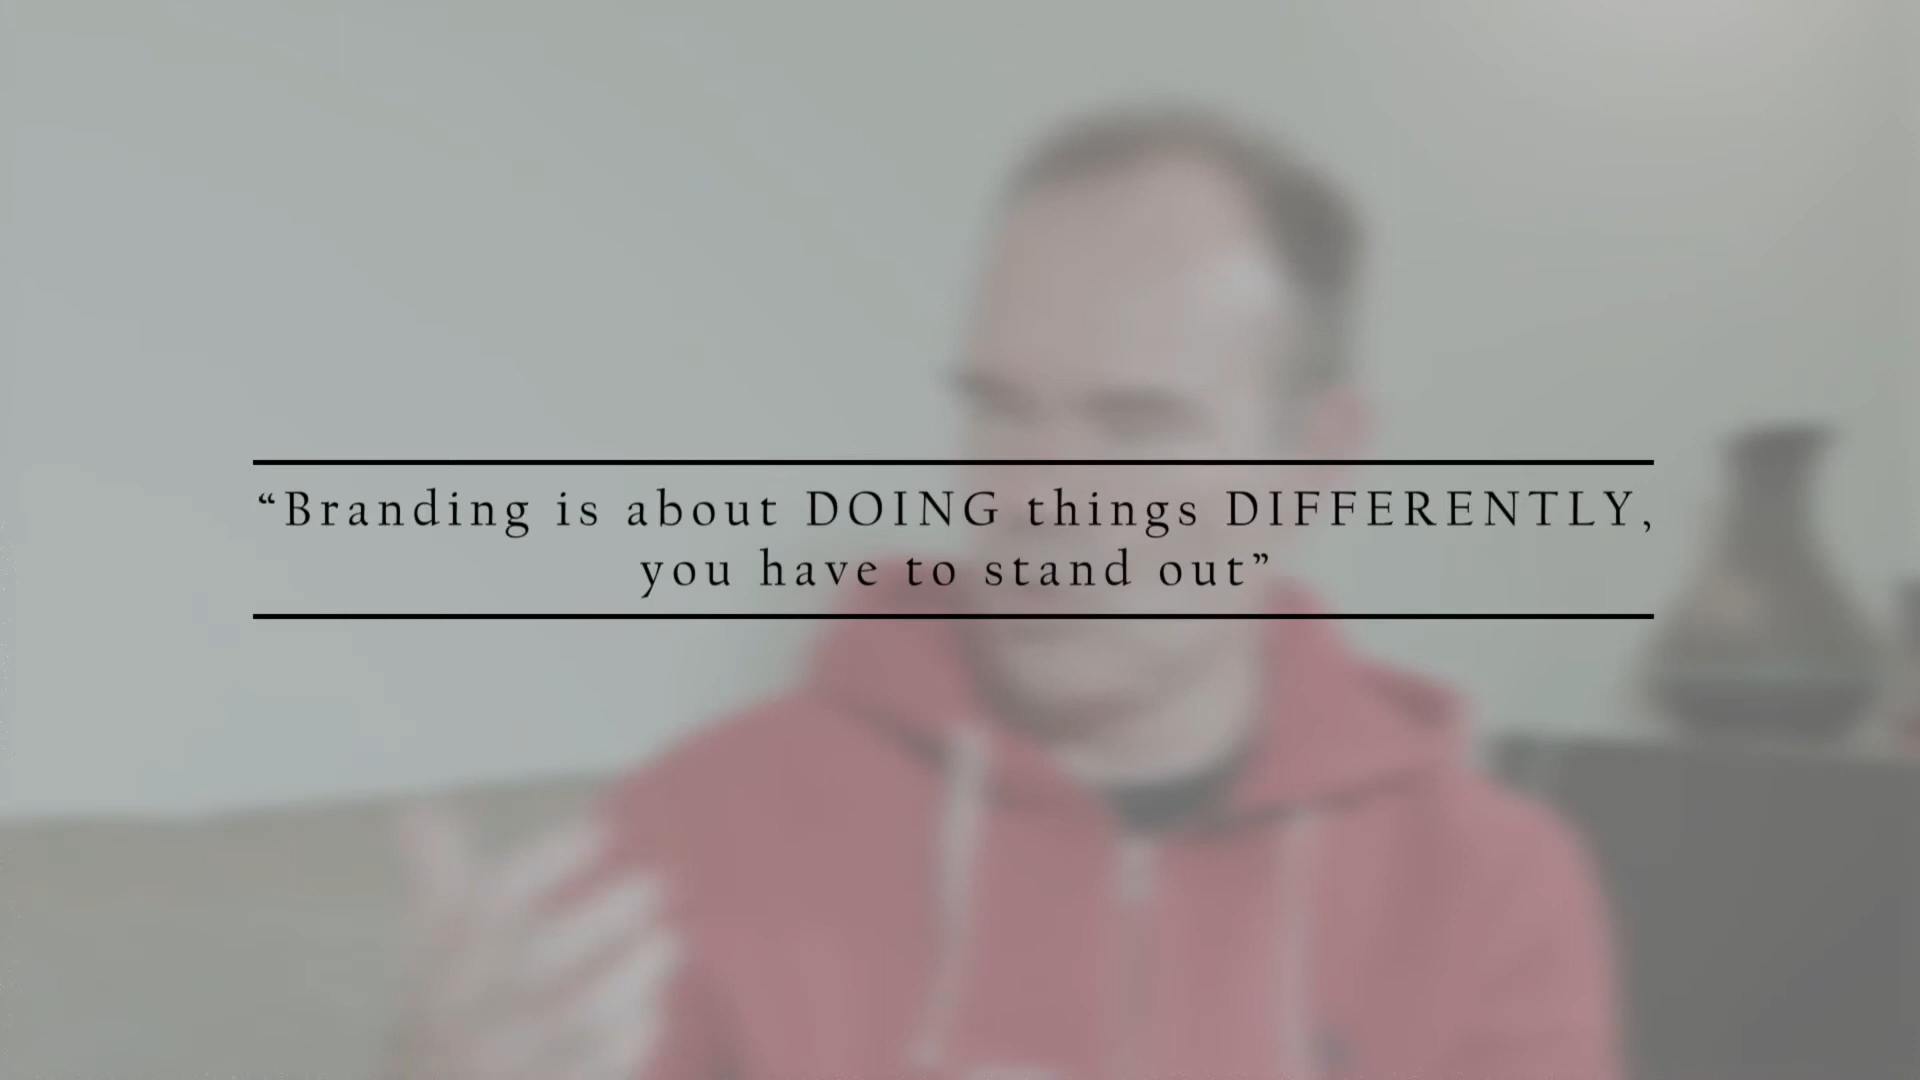 “Branding is about DOING things DIFFERENTLY,
you have to stand out”